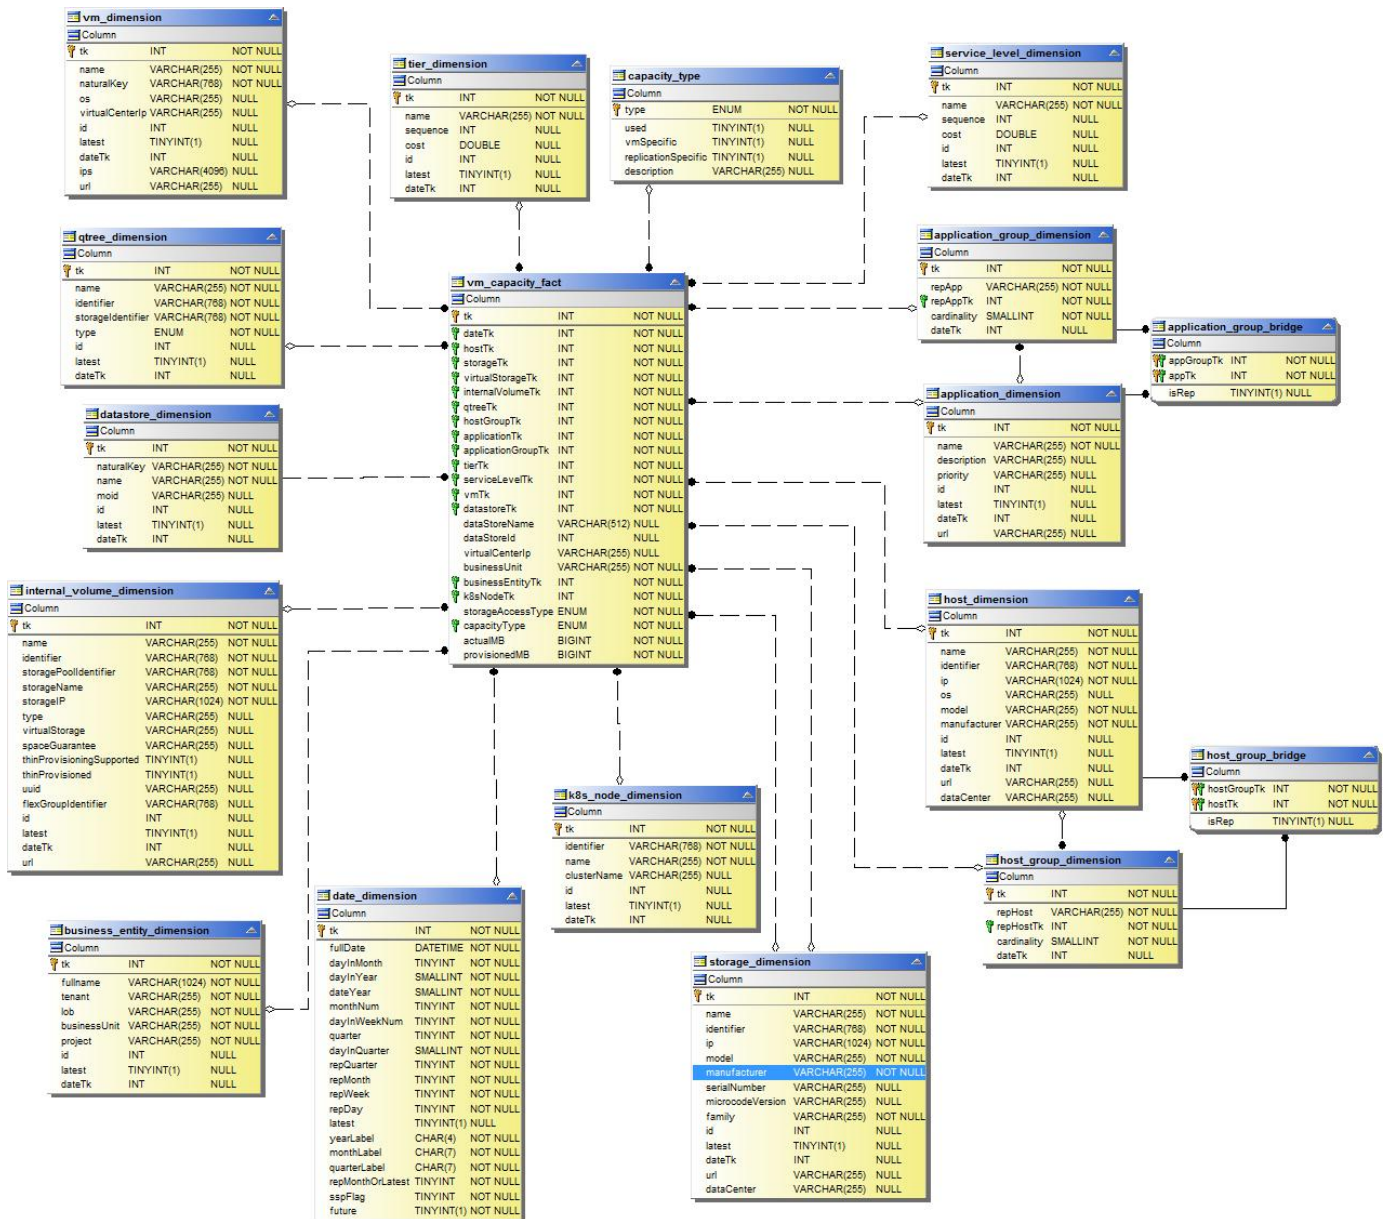 vm_dimension
Column
tk INT NOT NULL
name VARCHAR(255) NOT NULL
naturalKey VARCHAR(768) NOT NULL
os VARCHAR(255) NULL
virtualCenterIp VARCHAR(255) NULL
id INT NULL
latest TINYINT(1) NULL
dateTk INT NULL
ips VARCHAR(4096) NULL
url VARCHAR(255) NULL
tier_dimension
Column
tk INT NOT NULL
name VARCHAR(255) NOT NULL
sequence INT NULL
cost DOUBLE NULL
id INT NULL
latest TINYINT(1) NULL
dateTk INT NULL
capacity_type
Column
type ENUM NOT NULL
used TINYINT(1) NULL
vmSpecific TINYINT(1) NULL
replicationSpecific TINYINT(1) NULL
description VARCHAR(255) NULL
service_level_dimension
Column
tk INT NOT NULL
name VARCHAR(255) NOT NULL
sequence INT NULL
cost DOUBLE NULL
id INT NULL
latest TINYINT(1) NULL
dateTk INT NULL
qtree_dimension
Column
tk INT NOT NULL
name VARCHAR(255) NOT NULL
identifier VARCHAR(768) NOT NULL
storageIdentifier VARCHAR(768) NOT NULL
type ENUM NOT NULL
id INT NULL
latest TINYINT(1) NULL
dateTk INT NULL
vm_capacity_fact
Column
tk INT NOT NULL
dateTk INT NOT NULL
hostTk INT NOT NULL
storageTk INT NOT NULL
virtualStorageTk INT NOT NULL
internalVolumeTk INT NOT NULL
qtreeTk INT NOT NULL
hostGroupTk INT NOT NULL
applicationTk INT NOT NULL
applicationGroupTk INT NOT NULL
tierTk INT NOT NULL
serviceLevelTk INT NOT NULL
vmTk INT NOT NULL
datastoreTk INT NOT NULL
dataStoreName VARCHAR(512) NULL
dataStoreId INT NULL
virtualCenterIp VARCHAR(255) NULL
businessUnit VARCHAR(255) NOT NULL
businessEntityTk INT NOT NULL
k8sNodeTk INT NOT NULL
storageAccessType ENUM NOT NULL
capacityType ENUM NOT NULL
actualMB BIGINT NOT NULL
provisionedMB BIGINT NOT NULL
application_group_dimension
Column
tk INT NOT NULL
repApp VARCHAR(255) NOT NULL
repAppTk INT NOT NULL
cardinality SMALLINT NOT NULL
dateTk INT NULL
application_group_bridge
Column
appGroupTk INT NOT NULL
appTk INT NOT NULL
isRep TINYINT(1) NULL
application_dimension
Column
tk INT NOT NULL
name VARCHAR(255) NOT NULL
description VARCHAR(255) NULL
priority VARCHAR(255) NULL
id INT NULL
latest TINYINT(1) NULL
dateTk INT NULL
url VARCHAR(255) NULL
datastore_dimension
Column
tk INT NOT NULL
naturalKey VARCHAR(255) NOT NULL
name VARCHAR(255) NOT NULL
moid VARCHAR(255) NULL
id INT NULL
latest TINYINT(1) NULL
dateTk INT NULL
internal_volume_dimension
Column
tk INT NOT NULL
name VARCHAR(255) NOT NULL
identifier VARCHAR(768) NOT NULL
storagePoolIdentifier VARCHAR(768) NOT NULL
storageName VARCHAR(255) NOT NULL
storageIP VARCHAR(1024) NOT NULL
type VARCHAR(255) NULL
virtualStorage VARCHAR(255) NULL
spaceGuarantee VARCHAR(255) NULL
thinProvisioningSupported TINYINT(1) NULL
thinProvisioned TINYINT(1) NULL
uuid VARCHAR(255) NULL
flexGroupIdentifier VARCHAR(768) NULL
id INT NULL
latest TINYINT(1) NULL
dateTk INT NULL
url VARCHAR(255) NULL
host_dimension
Column
tk INT NOT NULL
name VARCHAR(255) NOT NULL
identifier VARCHAR(768) NOT NULL
ip VARCHAR(1024) NOT NULL
os VARCHAR(255) NULL
model VARCHAR(255) NOT NULL
manufacturer VARCHAR(255) NOT NULL
id INT NULL
latest TINYINT(1) NULL
dateTk INT NULL
url VARCHAR(255) NULL
dataCenter VARCHAR(255) NULL
host_group_bridge
Column
hostGroupTk INT NOT NULL
hostTk INT NOT NULL
isRep TINYINT(1) NULL
host_group_dimension
Column
tk INT NOT NULL
repHost VARCHAR(255) NOT NULL
repHostTk INT NOT NULL
cardinality SMALLINT NOT NULL
dateTk INT NULL
k8s_node_dimension
Column
tk INT NOT NULL
identifier VARCHAR(768) NOT NULL
name VARCHAR(255) NOT NULL
clusterName VARCHAR(255) NULL
id INT NULL
latest TINYINT(1) NULL
dateTk INT NULL
business_entity_dimension
Column
tk INT NOT NULL
fullname VARCHAR(1024) NOT NULL
tenant VARCHAR(255) NOT NULL
lob VARCHAR(255) NOT NULL
businessUnit VARCHAR(255) NOT NULL
project VARCHAR(255) NOT NULL
id INT NULL
latest TINYINT(1) NULL
dateTk INT NULL
date_dimension
Column
tk INT NOT NULL
fullDate DATETIME NOT NULL
dayInMonth TINYINT NOT NULL
dayInYear SMALLINT NOT NULL
dateYear SMALLINT NOT NULL
monthNum TINYINT NOT NULL
dayInWeekNum TINYINT NOT NULL
quarter TINYINT NOT NULL
dayInQuarter SMALLINT NOT NULL
repQuarter TINYINT NOT NULL
repMonth TINYINT NOT NULL
repWeek TINYINT NOT NULL
repDay TINYINT NOT NULL
latest TINYINT(1) NULL
yearLabel CHAR(4) NOT NULL
monthLabel CHAR(7) NOT NULL
quarterLabel CHAR(7) NOT NULL
repMonthOrLatest TINYINT NOT NULL
sspFlag TINYINT NOT NULL
future TINYINT(1) NOT NULL
storage_dimension
Column
tk INT NOT NULL
name VARCHAR(255) NOT NULL
identifier VARCHAR(768) NOT NULL
ip VARCHAR(1024) NOT NULL
model VARCHAR(255) NOT NULL
manufacturer VARCHAR(255) NOT NULL
serialNumber VARCHAR(255) NULL
microcodeVersion VARCHAR(255) NULL
family VARCHAR(255) NOT NULL
id INT NULL
latest TINYINT(1) NULL
dateTk INT NULL
url VARCHAR(255) NULL
dataCenter VARCHAR(255) NULL